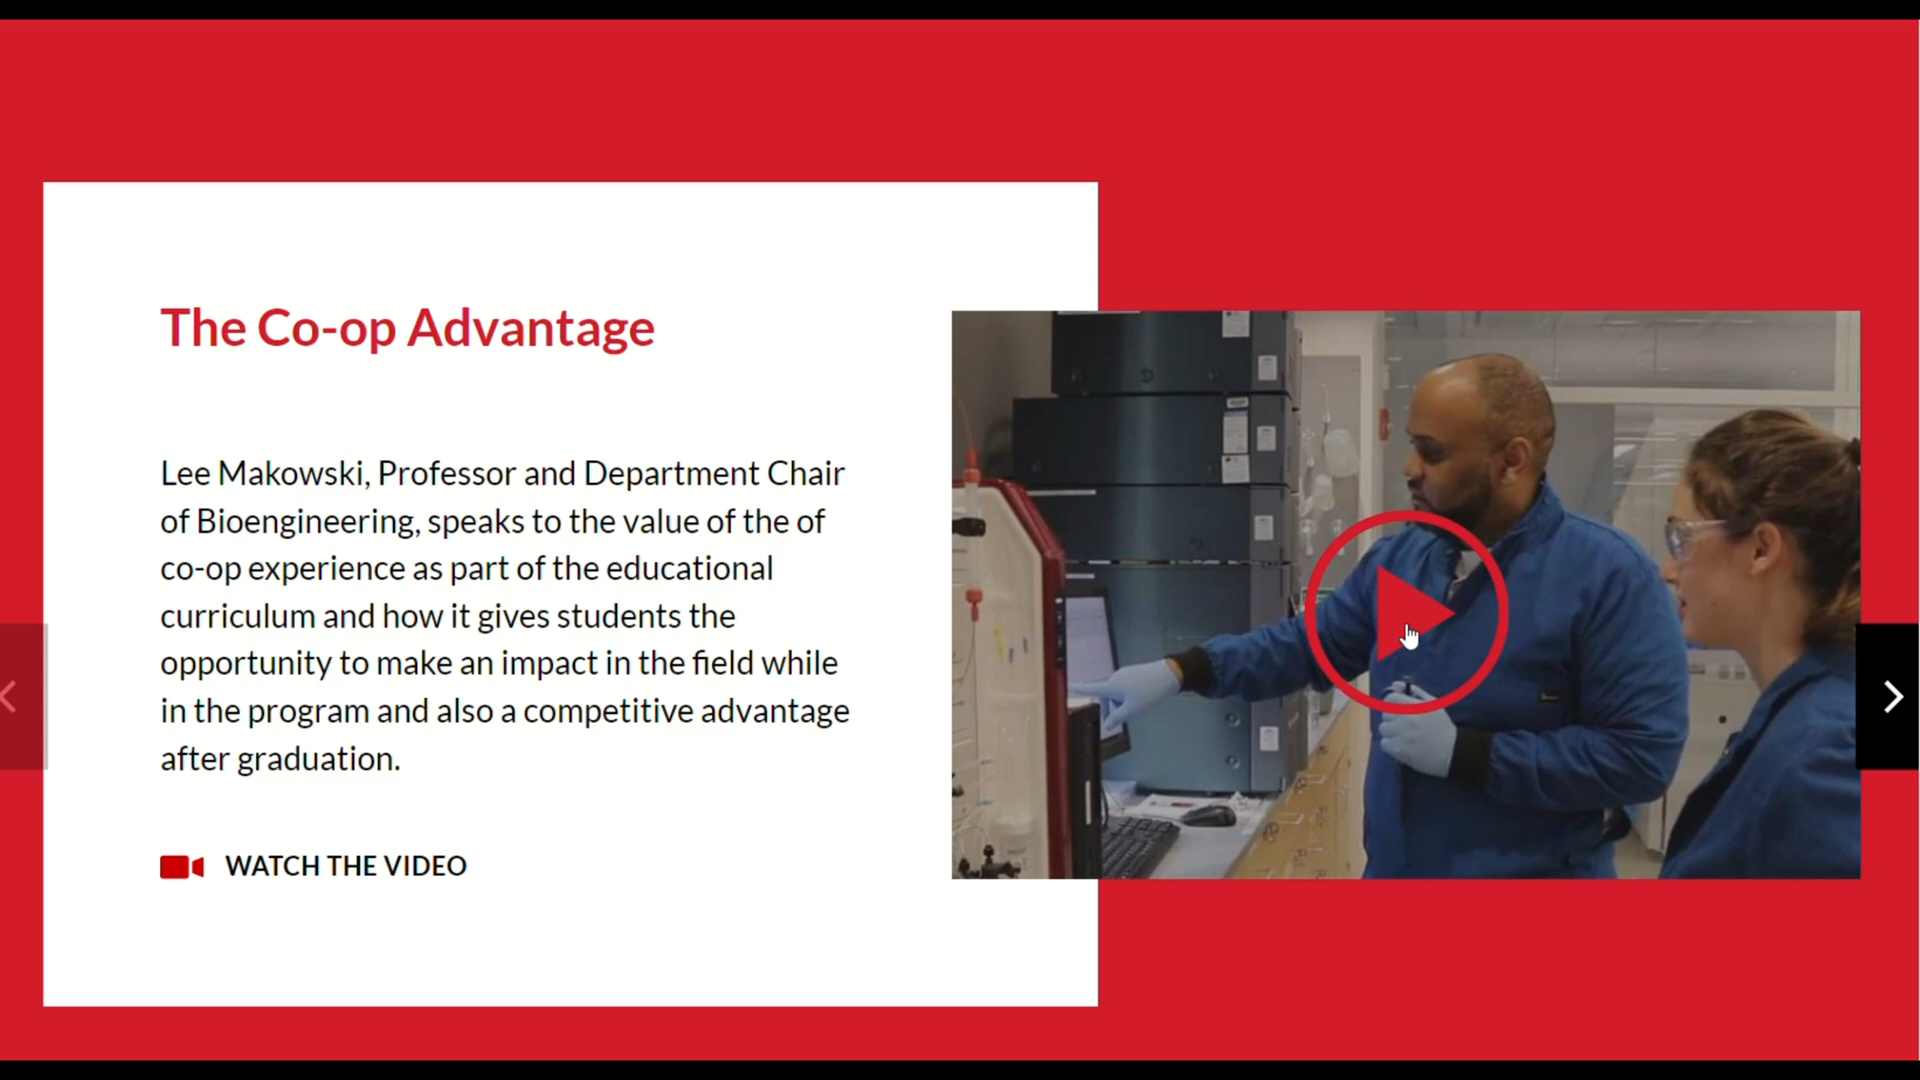 The Co-op Advantage
Lee Makowski, Professor and Department Chair
of Bioengineering, speaks to the value of the of
co-op experience as part of the educational
curriculum and how it gives students the
opportunity to make an impact in the field while
in the program and also a competitive advantage
after graduation.
WATCH THE VIDEO